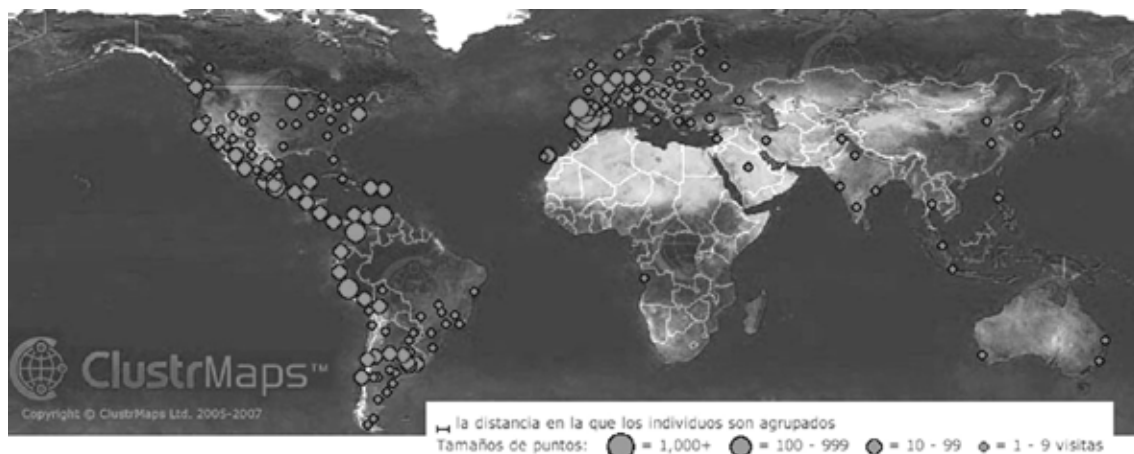 ClustrMaps™
Copyright © ClustrMaps Ltd. 2005-2007
la distancia en la que los individuos son agrupados
Tamaños de puntos: = 1,000+ = 100 - 999 = 10 - 99 = 1 - 9 visitas